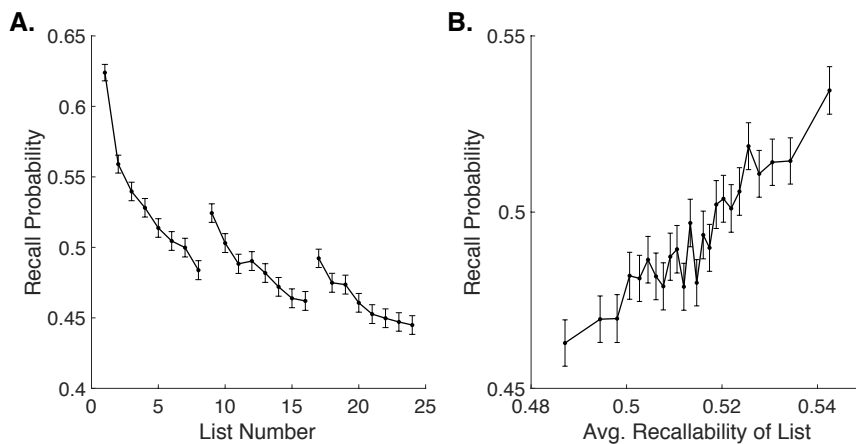 A.
0.65
0.6
0.55
0.5
0.45
0.4
Recall Probability
0 5 10 15 20 25
List Number
B.
0.55
0.5
0.45
Recall Probability
0.48 0.5 0.52 0.54
Avg. Recallability of List